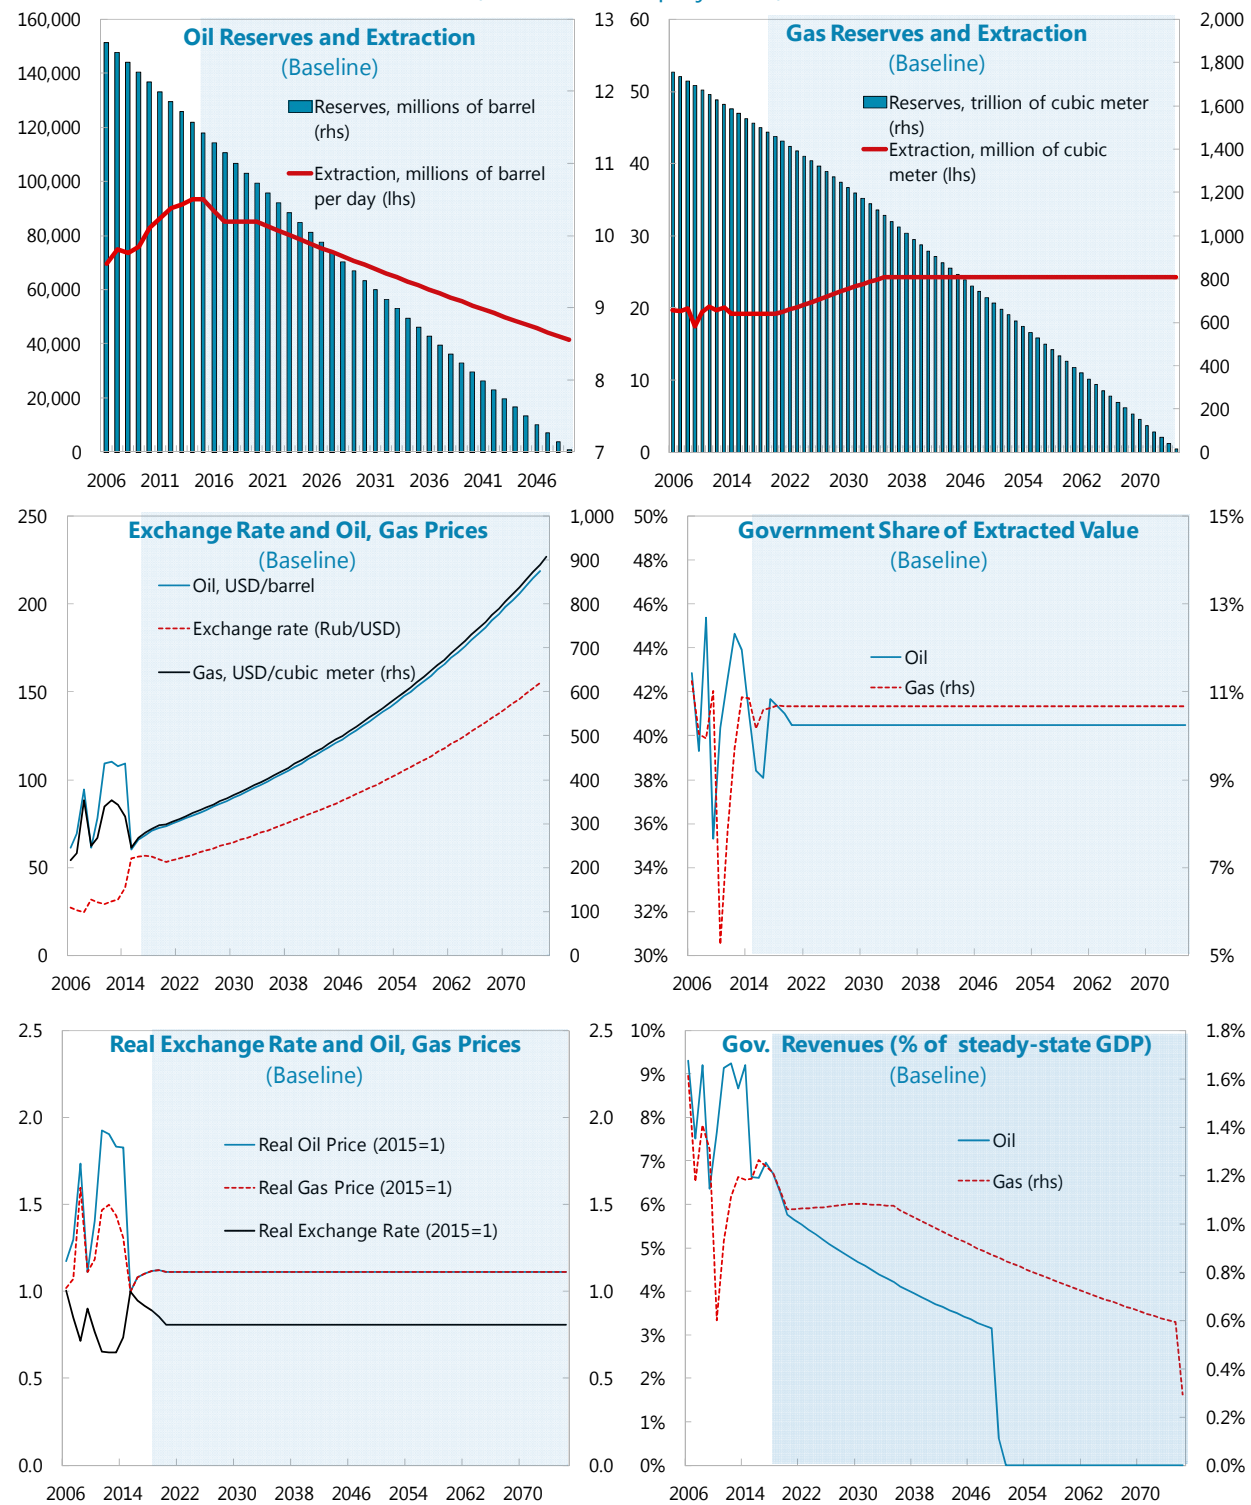 160,000
140,000
120,000
100,000
80,000
60,000
40,000
20,000
0
Oil Reserves and Extraction
(Baseline)
Reserves, millions of barrel
(rhs)
Extraction, millions of barrel
per day (lhs)
13
12
11
10
9
8
7
2006 2011 2016 2021 2026 2031 2036 2041 2046
60
50
40
30
20
10
0
Gas Reserves and Extraction
(Baseline)
Reserves, trillion of cubic meter
(rhs)
Extraction, million of cubic
meter (lhs)
2,000
1,800
1,600
1,400
1,200
1,000
800
600
400
200
0
2006 2014 2022 2030 2038 2046 2054 2062 2070
250
200
150
100
50
0
Exchange Rate and Oil, Gas Prices
(Baseline)
Oil, USD/barrel
Exchange rate (Rub/USD)
Gas, USD/cubic meter (rhs)
1,000
900
800
700
600
500
400
300
200
100
0
2006 2014 2022 2030 2038 2046 2054 2062 2070
50%
48%
46%
44%
42%
40%
38%
36%
34%
32%
30%
Government Share of Extracted Value
(Baseline)
Oil
Gas (rhs)
15%
13%
11%
9%
7%
5%
2006 2014 2022 2030 2038 2046 2054 2062 2070
2.5
2.0
1.5
1.0
0.5
0.0
Real Exchange Rate and Oil, Gas Prices
(Baseline)
Real Oil Price (2015=1)
Real Gas Price (2015=1)
Real Exchange Rate (2015=1)
2.5
2.0
1.5
1.0
0.5
0.0
2006 2014 2022 2030 2038 2046 2054 2062 2070
10%
9%
8%
7%
6%
5%
4%
3%
2%
1%
0%
Gov. Revenues (% of steady-state GDP)
(Baseline)
Oil
Gas (rhs)
1.8%
1.6%
1.4%
1.2%
1.0%
0.8%
0.6%
0.4%
0.2%
0.0%
2006 2014 2022 2030 2038 2046 2054 2062 2070